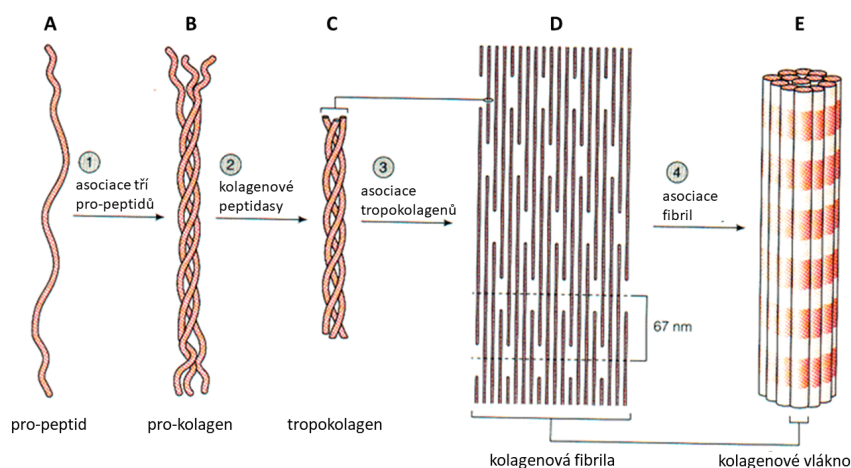 A
B
C
D
E
1
asociace tří
pro-peptidů
2
kolagenové
peptidasy
3
asociace
tropokolagenů
4
asociace
fibril
67 nm
pro-peptid
pro-kolagen
tropokolagen
kolagenová fibrila
kolagenové vlákno